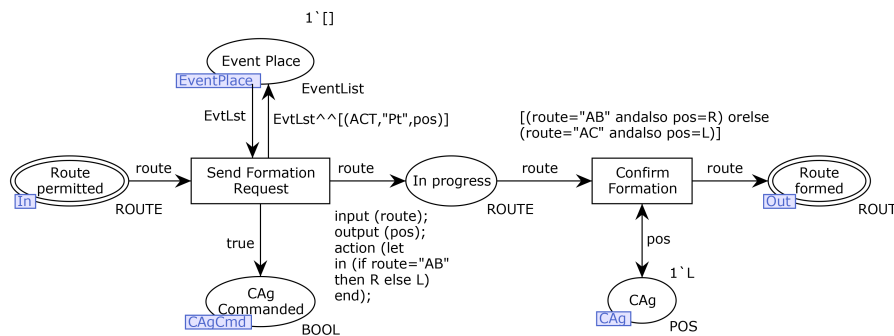 1`[]
Event Place
EventPlace
EventList
EvtLst
EvtLst^^[(ACT,"Pt",pos)]
[(route="AB" andalso pos=R) orelse
(route="AC" andalso pos=L)]
Route
permitted
In
ROUTE
route
Send Formation
Request
route
In progress
ROUTE
route
Confirm
Formation
route
Route
formed
Out
ROUT
true
input (route);
output (pos);
action (let
in (if route="AB"
then R else L)
end);
pos
CAg
Commanded
CAgCmd
BOOL
1`L
CAg
CAg
POS